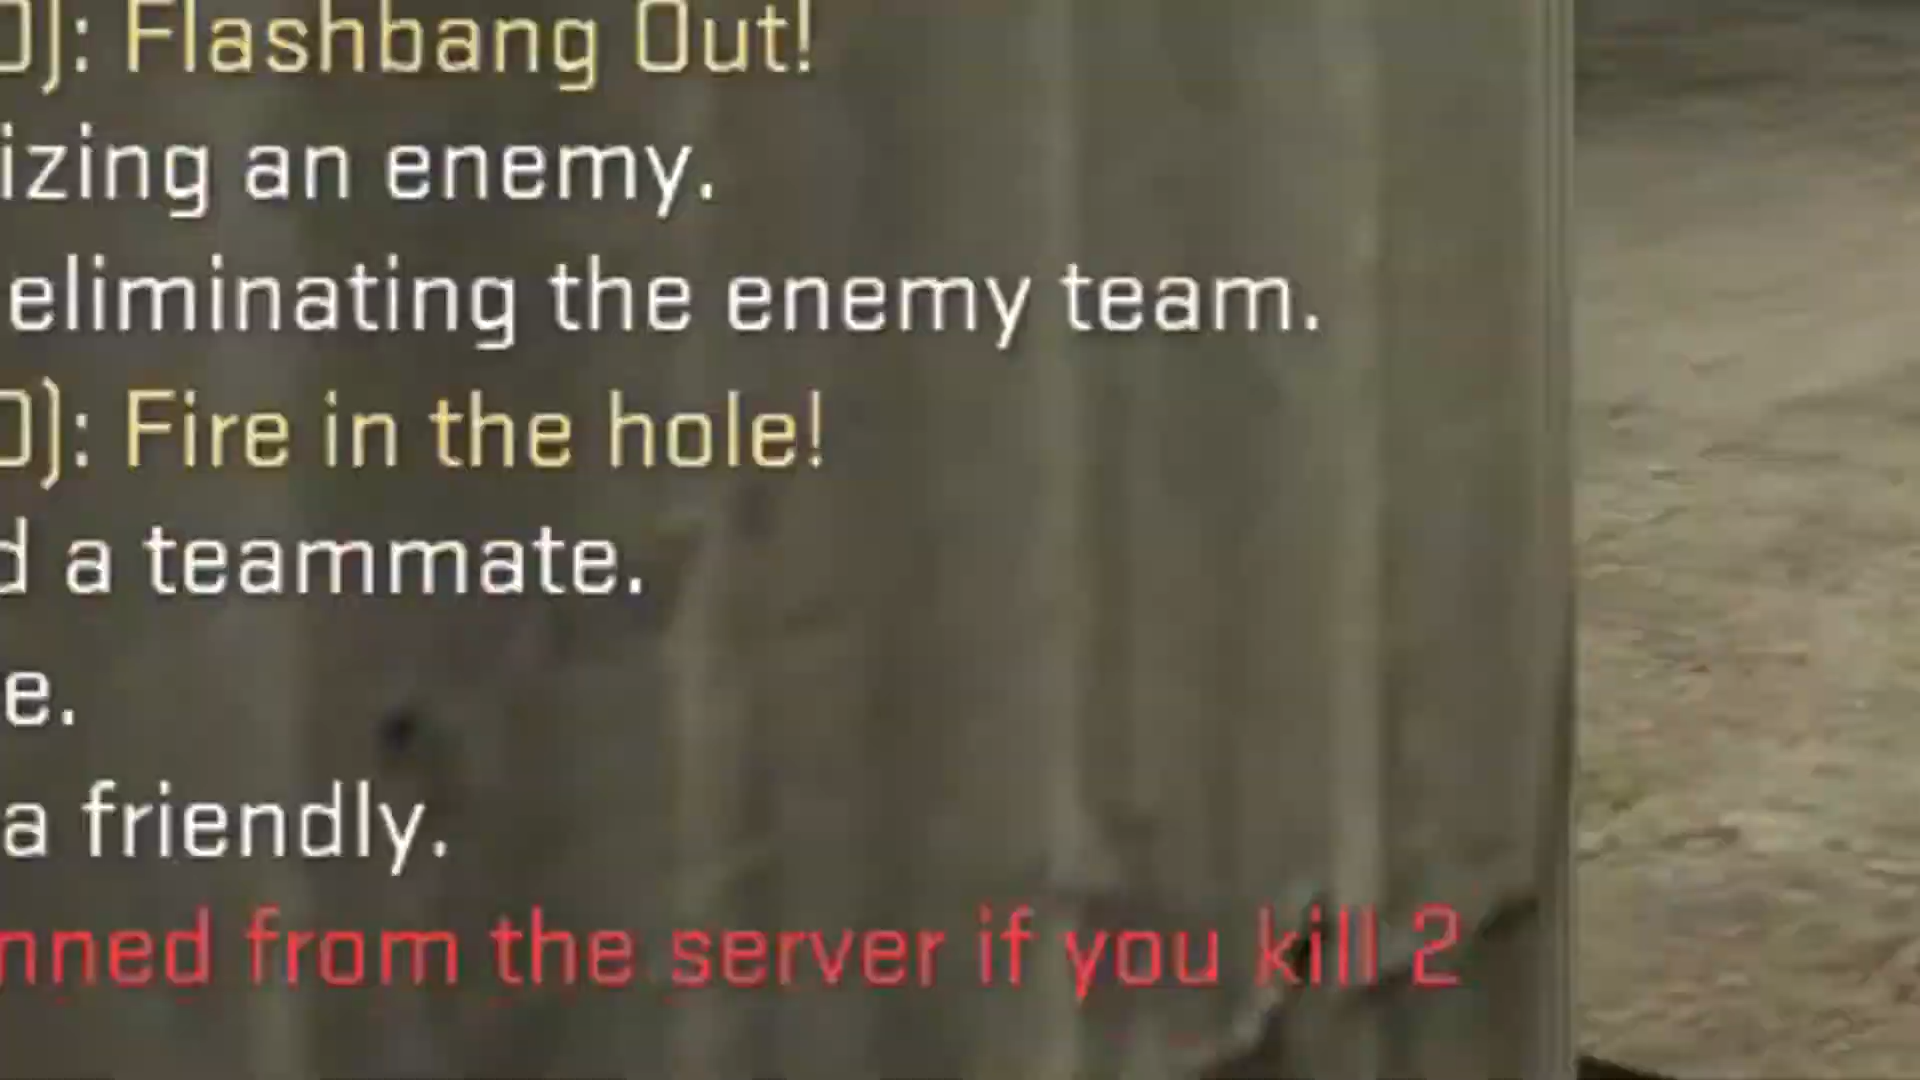 ): Flashbang Out!
izing an enemy.
eliminating the enemy team.
): Fire in the hole!
d a teammate.
e.
a friendly.
nned from the server if you kill 2